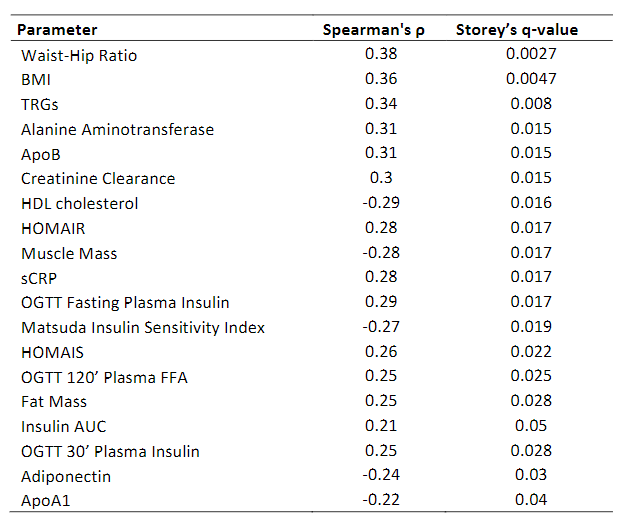 Parameter Spearman's ρ Storey’s q-value
Waist-Hip Ratio 0.38 0.0027
BMI 0.36 0.0047
TRGs 0.34 0.008
Alanine Aminotransferase 0.31 0.015
ApoB 0.31 0.015
Creatinine Clearance 0.3 0.015
HDL cholesterol -0.29 0.016
HOMAIR 0.28 0.017
Muscle Mass -0.28 0.017
sCRP 0.28 0.017
OGTT Fasting Plasma Insulin 0.29 0.017
Matsuda Insulin Sensitivity Index -0.27 0.019
HOMAIS 0.26 0.022
OGTT 120’ Plasma FFA 0.25 0.025
Fat Mass 0.25 0.028
Insulin AUC 0.21 0.05
OGTT 30’ Plasma Insulin 0.25 0.028
Adiponectin -0.24 0.03
ApoA1 -0.22 0.04